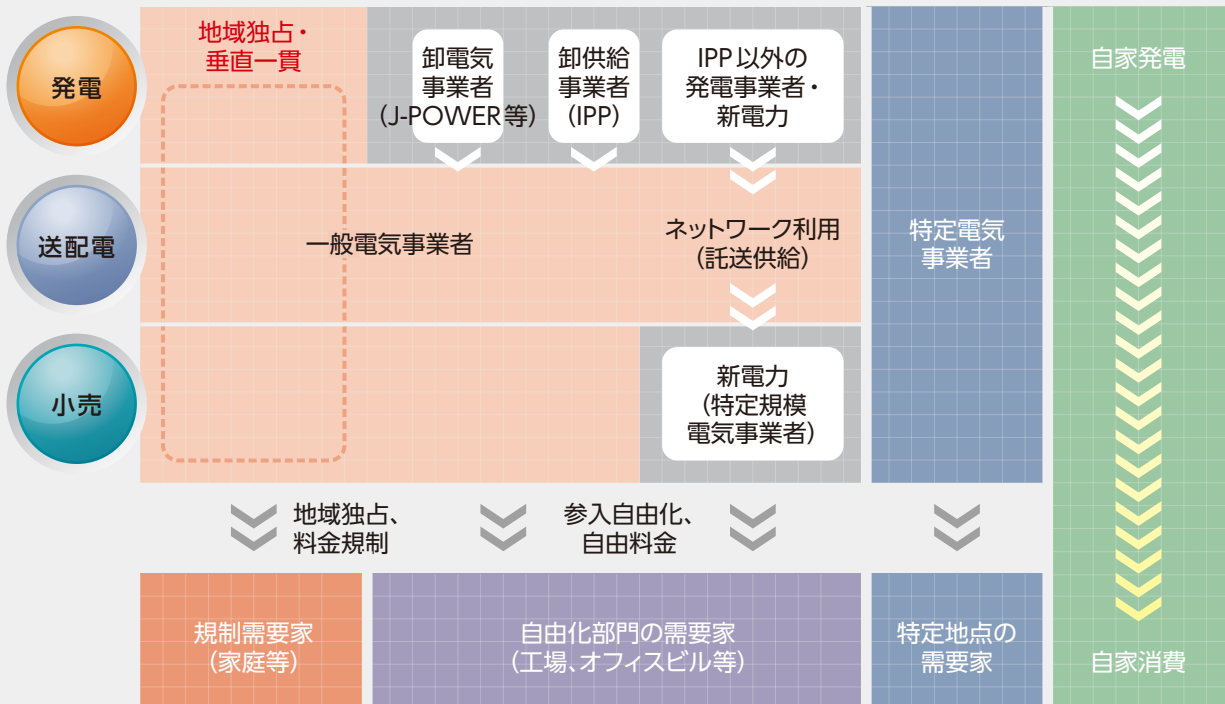 発電
地域独占・
垂直一貫
卸電気
事業者
(J-POWER等)
卸供給
事業者
(IPP)
IPP以外の
発電事業者・
新電力
自家発電
送配電
一般電気事業者
ネットワーク利用
(託送供給)
特定電気
事業者
小売
新電力
(特定規模
電気事業者)
地域独占、
料金規制
参入自由化、
自由料金
規制需要家
(家庭等)
自由化部門の需要家
(工場、オフィスビル等)
特定地点の
需要家
自家消費